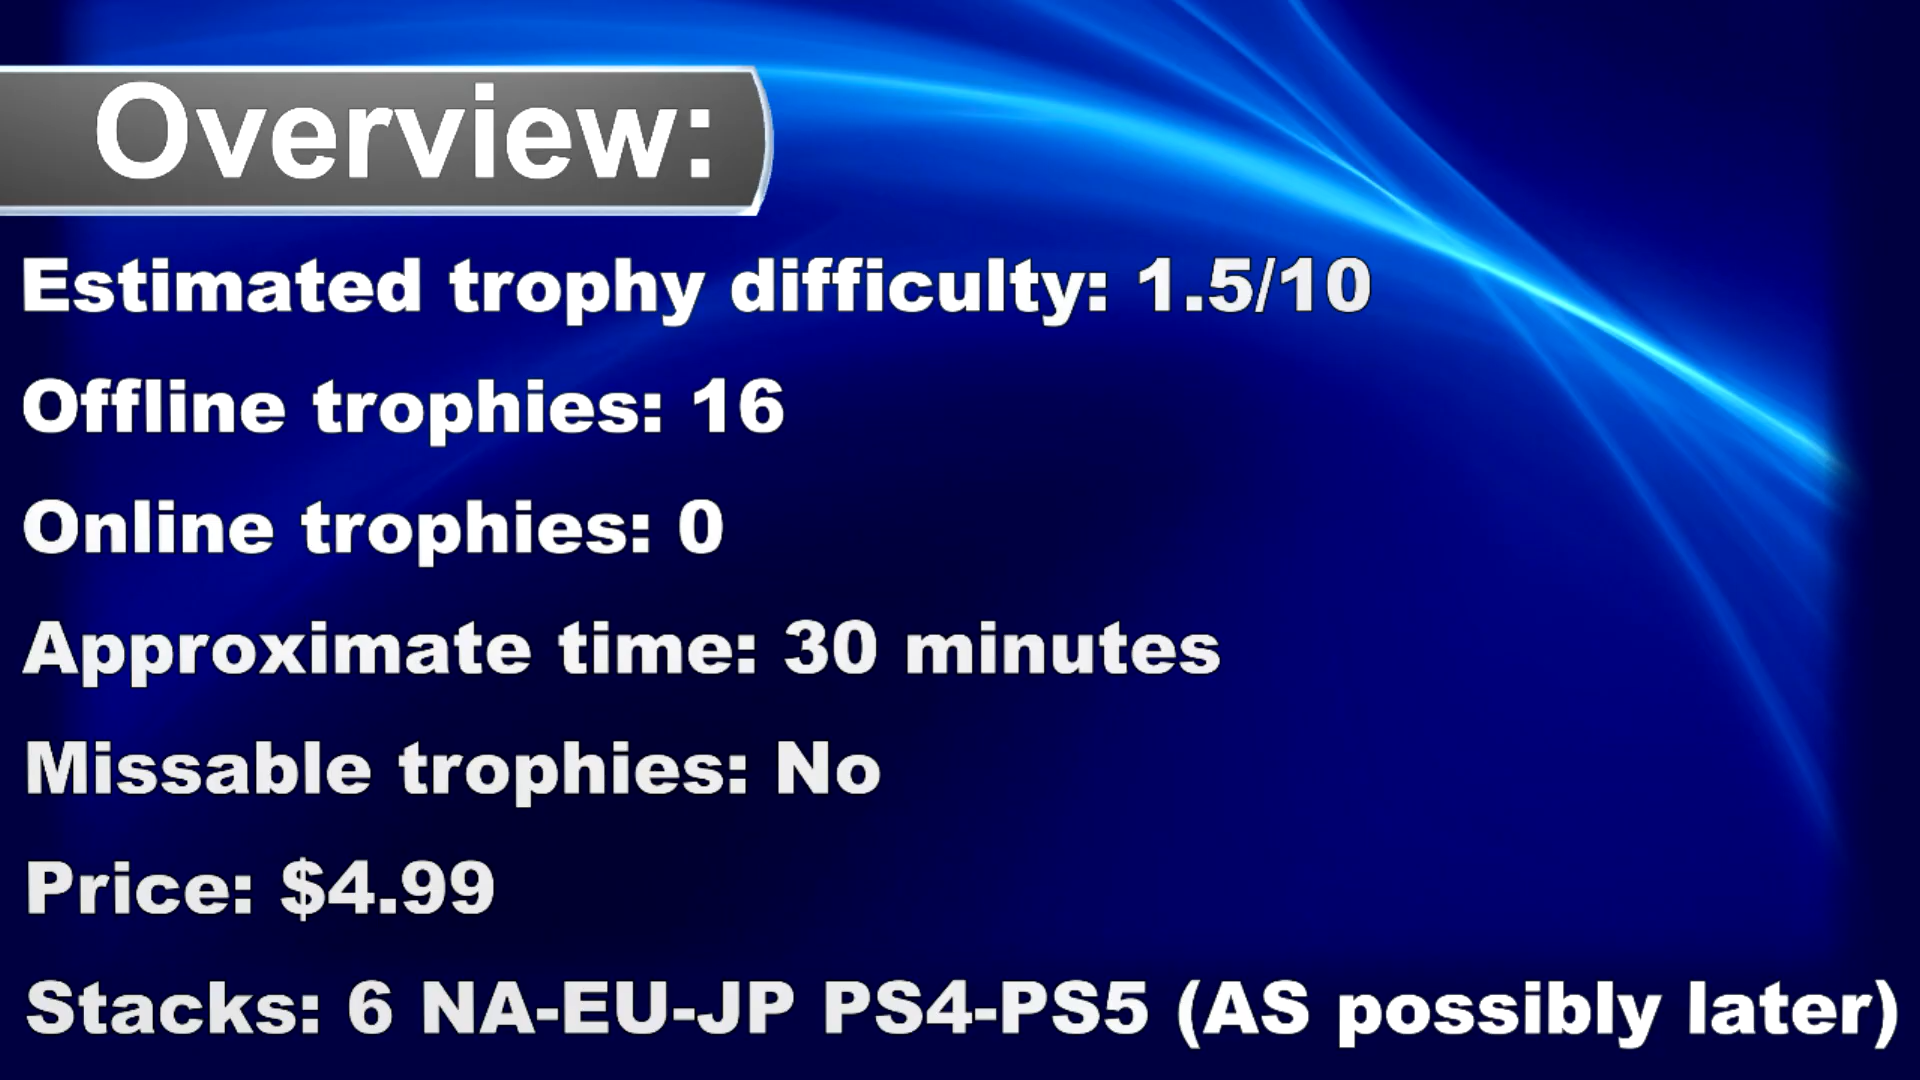 Overview:
Estimated trophy difficulty: 1.5/10
Offline trophies: 16
Online trophies: 0
Approximate time: 30 minutes
Missable trophies: No
Price: $4.99
Stacks: 6 NA-EU-JP PS4-PS5 (AS possibly later)